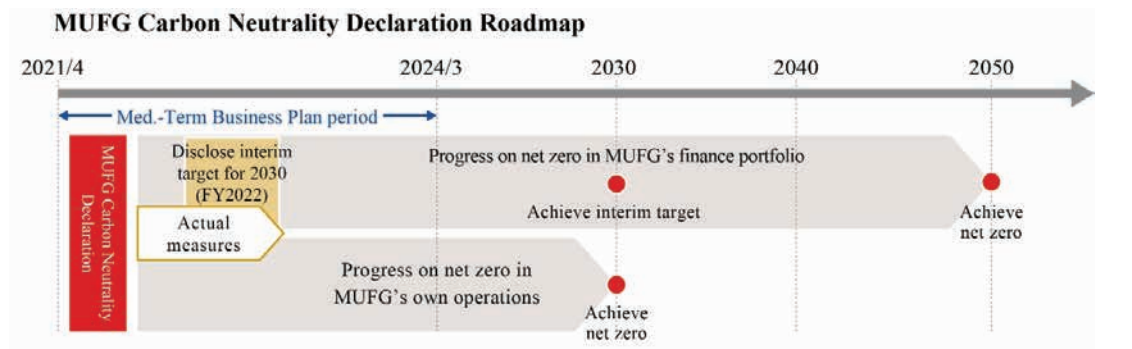 MUFG Carbon Neutrality Declaration Roadmap
2021/4
2024/3
2030
2040
2050
Med.-Term Business Plan period
MUFG Carbon Neutrality
Declaration
Disclose interim
target for 2030
(FY2022)
Actual
measures
Progress on net zero in MUFG's finance portfolio
Achieve interim target
Achieve
net zero
Progress on net zero in
MUFG's own operations
Achieve
net zero